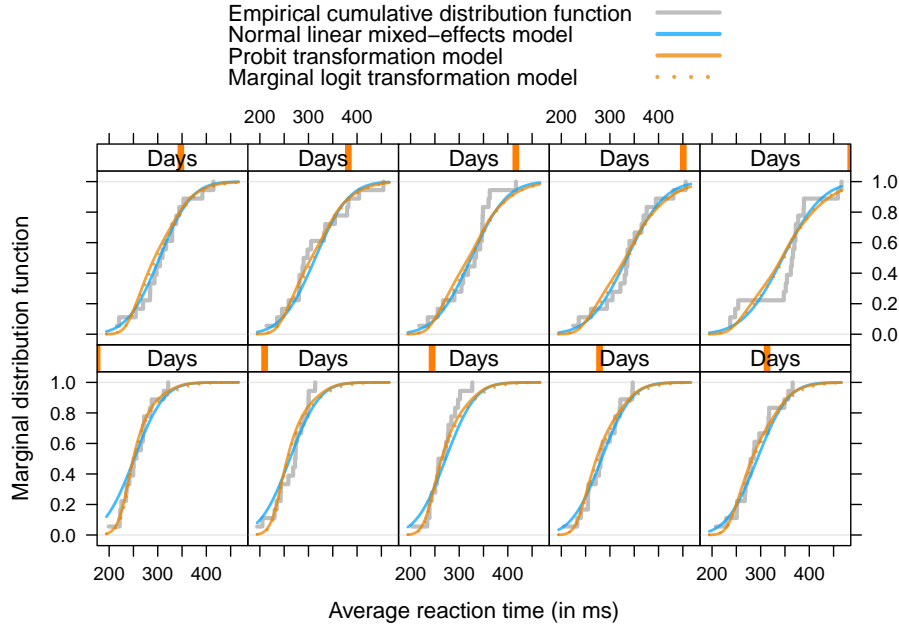 Empirical cumulative distribution function
Normal linear mixed−effects model
Probit transformation model
Marginal logit transformation model
200 300 400 200 300 400
Days Days Days Days Days
1.0
0.8
0.6
0.4
0.2
0.0
Days Days Days Days Days
1.0
0.8
0.6
0.4
0.2
0.0
200 300 400 200 300 400 200 300 400
Marginal distribution function
Average reaction time (in ms)